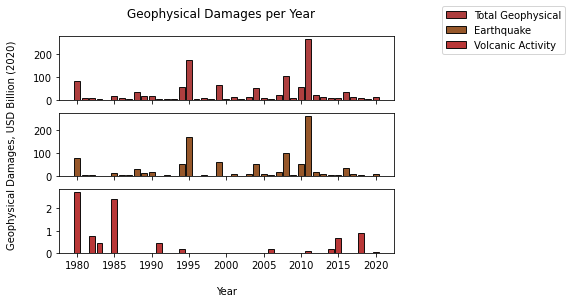 Geophysical Damages per Year
Total Geophysical
Earthquake
Volcanic Activity
Geophysical Damages, USD Billion (2020)
200
100
0
200
100
0
2
1
0
1980 1985 1990 1995 2000 2005 2010 2015 2020
Year